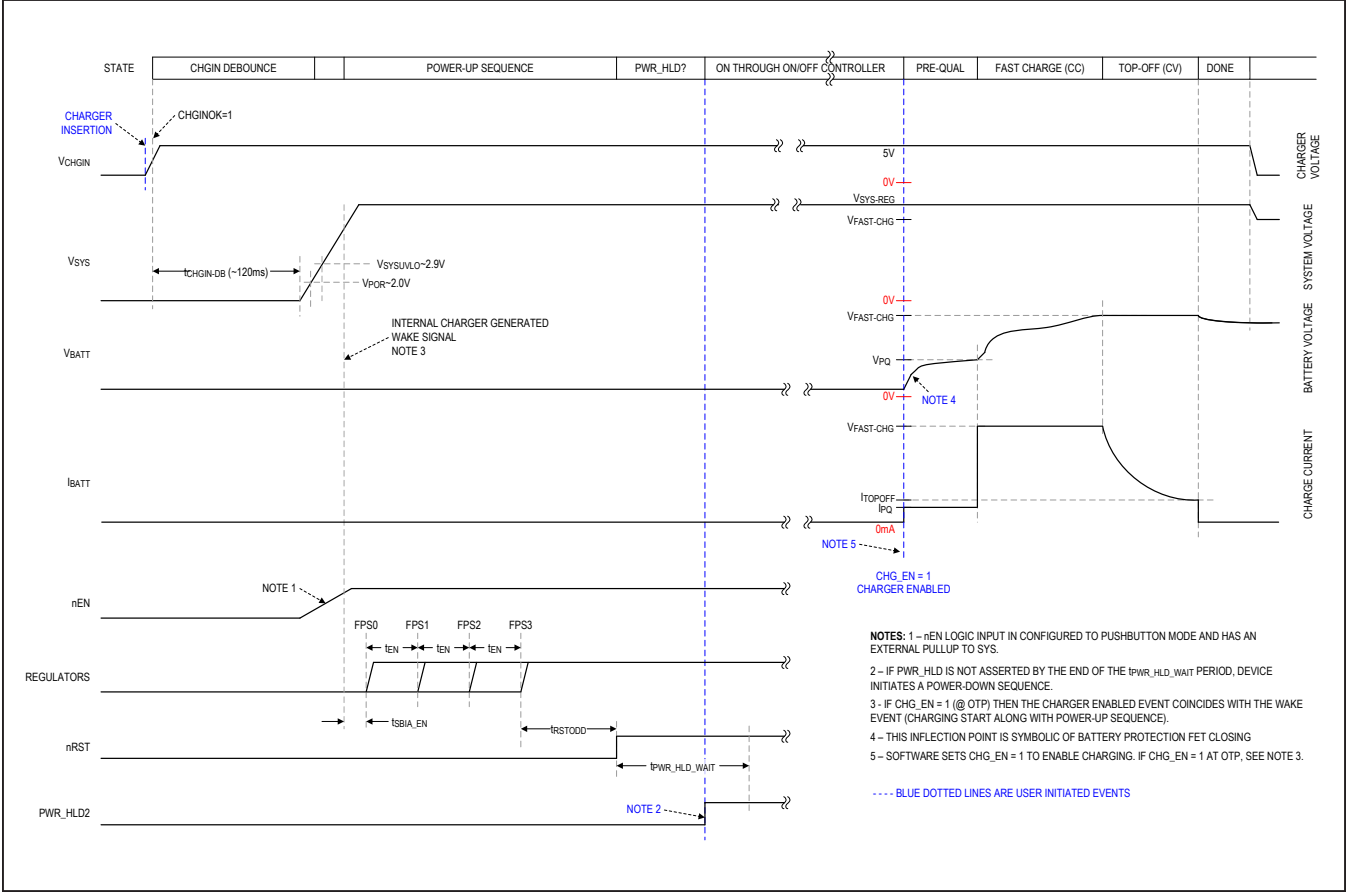 STATE CHGIN DEBOUNCE POWER-UP SEQUENCE PWR_HLD? ON THROUGH ON/OFF CONTROLLER PRE-QUAL FAST CHARGE (CC) TOP-OFF (CV) DONE
CHARGER
INSERTION
CHGINOK=1
VCHGIN
5V
0V
CHARGER
VOLTAGE
VSYS-REG
VFAST-CHG
VSYS
tCHGIN-DB (~120ms)
VSYSUVLO~2.9V
VPOR~2.0V
0V
SYSTEM VOLTAGE
INTERNAL CHARGER GENERATED
WAKE SIGNAL
NOTE 3
VFAST-CHG
VBATT
VPQ
NOTE 4
0V
BATTERY VOLTAGE
VFAST-CHG
IBATT
ITOPOFF
IPQ
0mA
CHARGE CURRENT
NOTE 5
CHG_EN = 1
CHARGER ENABLED
NOTE 1
nEN
FPS0 FPS1 FPS2 FPS3
tEN tEN tEN
REGULATORS
tSBIA_EN
tRSTODD
nRST
tPWR_HLD_WAIT
NOTE 2
PWR_HLD2
NOTES: 1 – nEN LOGIC INPUT IN CONFIGURED TO PUSHBUTTON MODE AND HAS AN
EXTERNAL PULLUP TO SYS.
2 – IF PWR_HLD IS NOT ASSERTED BY THE END OF THE tPWR_HLD_WAIT PERIOD, DEVICE
INITIATES A POWER-DOWN SEQUENCE.
3 - IF CHG_EN = 1 (@ OTP) THEN THE CHARGER ENABLED EVENT COINCIDES WITH THE WAKE
EVENT (CHARGING START ALONG WITH POWER-UP SEQUENCE).
4 – THIS INFLECTION POINT IS SYMBOLIC OF BATTERY PROTECTION FET CLOSING
5 – SOFTWARE SETS CHG_EN = 1 TO ENABLE CHARGING. IF CHG_EN = 1 AT OTP, SEE NOTE 3.
- - - - BLUE DOTTED LINES ARE USER INITIATED EVENTS